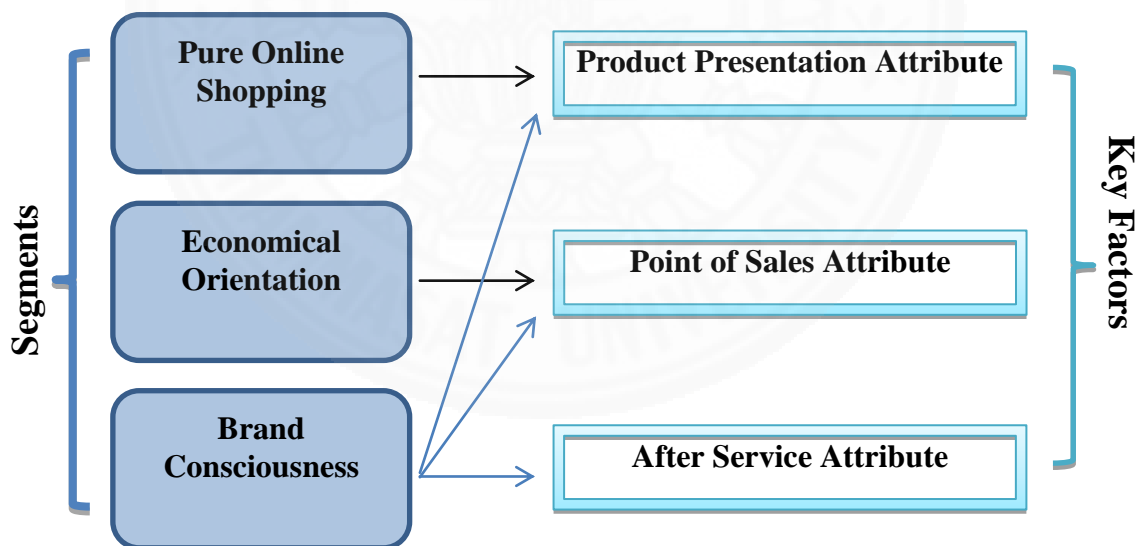 Segments
Pure Online
Shopping
Economical
Orientation
Brand
Consciousness
Product Presentation Attribute
Point of Sales Attribute
After Service Attribute
Key Factors